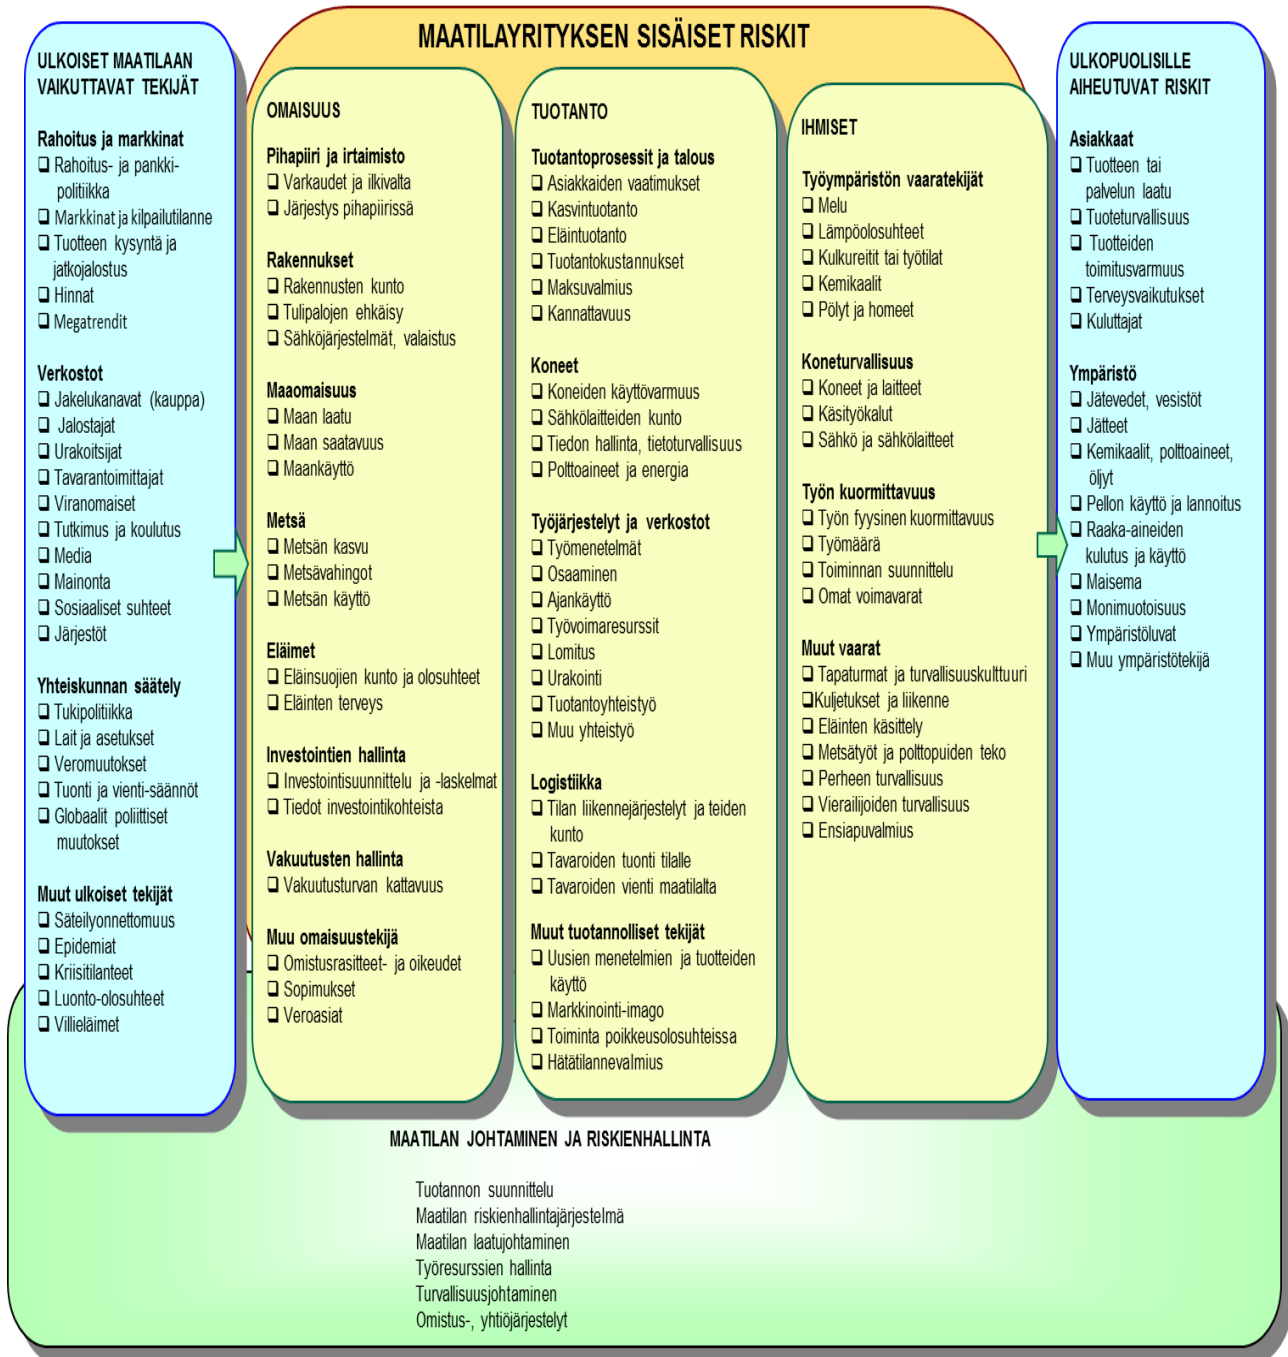 MAATILAYRITYKSEN SISÄISET RISKIT
ULKOISET MAATILAAN
VAIKUTTAVAT TEKIJÄT
Rahoitus ja markkinat
❑ Rahoitus- ja pankki-
politiikka
❑ Markkinat ja kilpailutilanne
❑ Tuotteen kysyntä ja
jatkojalostus
❑ Hinnat
❑ Megatrendit
Verkostot
❑ Jakelukanavat (kauppa)
❑ Jalostajat
❑ Urakoitsijat
❑ Tavarantoimittajat
❑ Viranomaiset
❑ Tutkimus ja koulutus
❑ Media
❑ Mainonta
❑ Sosiaaliset suhteet
❑ Järjestöt
Yhteiskunnan säätely
❑ Tukipolitiikka
❑ Lait ja asetukset
❑ Veromuutokset
❑ Tuonti ja vienti-säännöt
❑ Globaalit poliittiset
muutokset
Muut ulkoiset tekijät
❑ Säteilyonnettomuus
❑ Epidemiat
❑ Kriisitilanteet
❑ Luonto-olosuhteet
❑ Villieläimet
OMAISUUS
Pihapiiri ja irtaimisto
❑ Varkaudet ja ilkivalta
❑ Järjestys pihapiirissä
Rakennukset
❑ Rakennusten kunto
❑ Tulipalojen ehkäisy
❑ Sähköjärjestelmät, valaistus
Maaomaisuus
❑ Maan laatu
❑ Maan saatavuus
❑ Maankäyttö
Metsä
❑ Metsän kasvu
❑ Metsävahingot
❑ Metsän käyttö
Eläimet
❑ Eläinsuojien kunto ja olosuhteet
❑ Eläinten terveys
Investointien hallinta
❑ Investointisuunnittelu ja -laskelmat
❑ Tiedot investointikohteista
Vakuutusten hallinta
❑ Vakuutusturvan kattavuus
Muu omaisuustekijä
❑ Omistusrasitteet- ja oikeudet
❑ Sopimukset
❑ Veroasiat
TUOTANTO
Tuotantoprosessit ja talous
❑ Asiakkaiden vaatimukset
❑ Kasvintuotanto
❑ Eläintuotanto
❑ Tuotantokustannukset
❑ Maksuvalmius
❑ Kannattavuus
Koneet
❑ Koneiden käyttövarmuus
❑ Sähkölaitteiden kunto
❑ Tiedon hallinta, tietoturvallisuus
❑ Polttoaineet ja energia
Työjärjestelyt ja verkostot
❑ Työmenetelmät
❑ Osaaminen
❑ Ajankäyttö
❑ Työvoimaresurssit
❑ Lomitus
❑ Urakointi
❑ Tuotantoyhteistyö
❑ Muu yhteistyö
Logistiikka
❑ Tilan liikennejärjestelyt ja teiden
kunto
❑ Tavaroiden tuonti tilalle
❑ Tavaroiden vienti maatilalta
Muut tuotannolliset tekijät
❑ Uusien menetelmien ja tuotteiden
käyttö
❑ Markkinointi-imago
❑ Toiminta poikkeusolosuhteissa
❑ Hätätilannevalmius
IHMISET
Työympäristön vaaratekijät
❑ Melu
❑ Lämpöolosuhteet
❑ Kulkureitit tai työtilat
❑ Kemikaalit
❑ Pölyt ja homeet
Koneturvallisuus
❑ Koneet ja laitteet
❑ Käsityökalut
❑ Sähkö ja sähkölaitteet
Työn kuormittavuus
❑ Työn fyysinen kuormittavuus
❑ Työmäärä
❑ Toiminnan suunnittelu
❑ Omat voimavarat
Muut vaarat
❑ Tapaturmat ja turvallisuuskulttuuri
❑Kuljetukset ja liikenne
❑ Eläinten käsittely
❑ Metsätyöt ja polttopuiden teko
❑ Perheen turvallisuus
❑ Vierailijoiden turvallisuus
❑ Ensiapuvalmius
ULKOPUOLISILLE
AIHEUTUVAT RISKIT
Asiakkaat
❑ Tuotteen tai
palvelun laatu
❑ Tuoteturvallisuus
❑ Tuotteiden
toimitusvarmuus
❑ Terveysvaikutukset
❑ Kuluttajat
Ympäristö
❑ Jätevedet, vesistöt
❑ Jätteet
❑ Kemikaalit, polttoaineet,
öljyt
❑ Pellon käyttö ja lannoitus
❑ Raaka-aineiden
kulutus ja käyttö
❑ Maisema
❑ Monimuotoisuus
❑ Ympäristöluvat
❑ Muu ympäristötekijä
MAATILAN JOHTAMINEN JA RISKIENHALLINTA
Tuotannon suunnittelu
Maatilan riskienhallintajärjestelmä
Maatilan laatujohtaminen
Työresurssien hallinta
Turvallisuusjohtaminen
Omistus-, yhtiöjärjestelyt